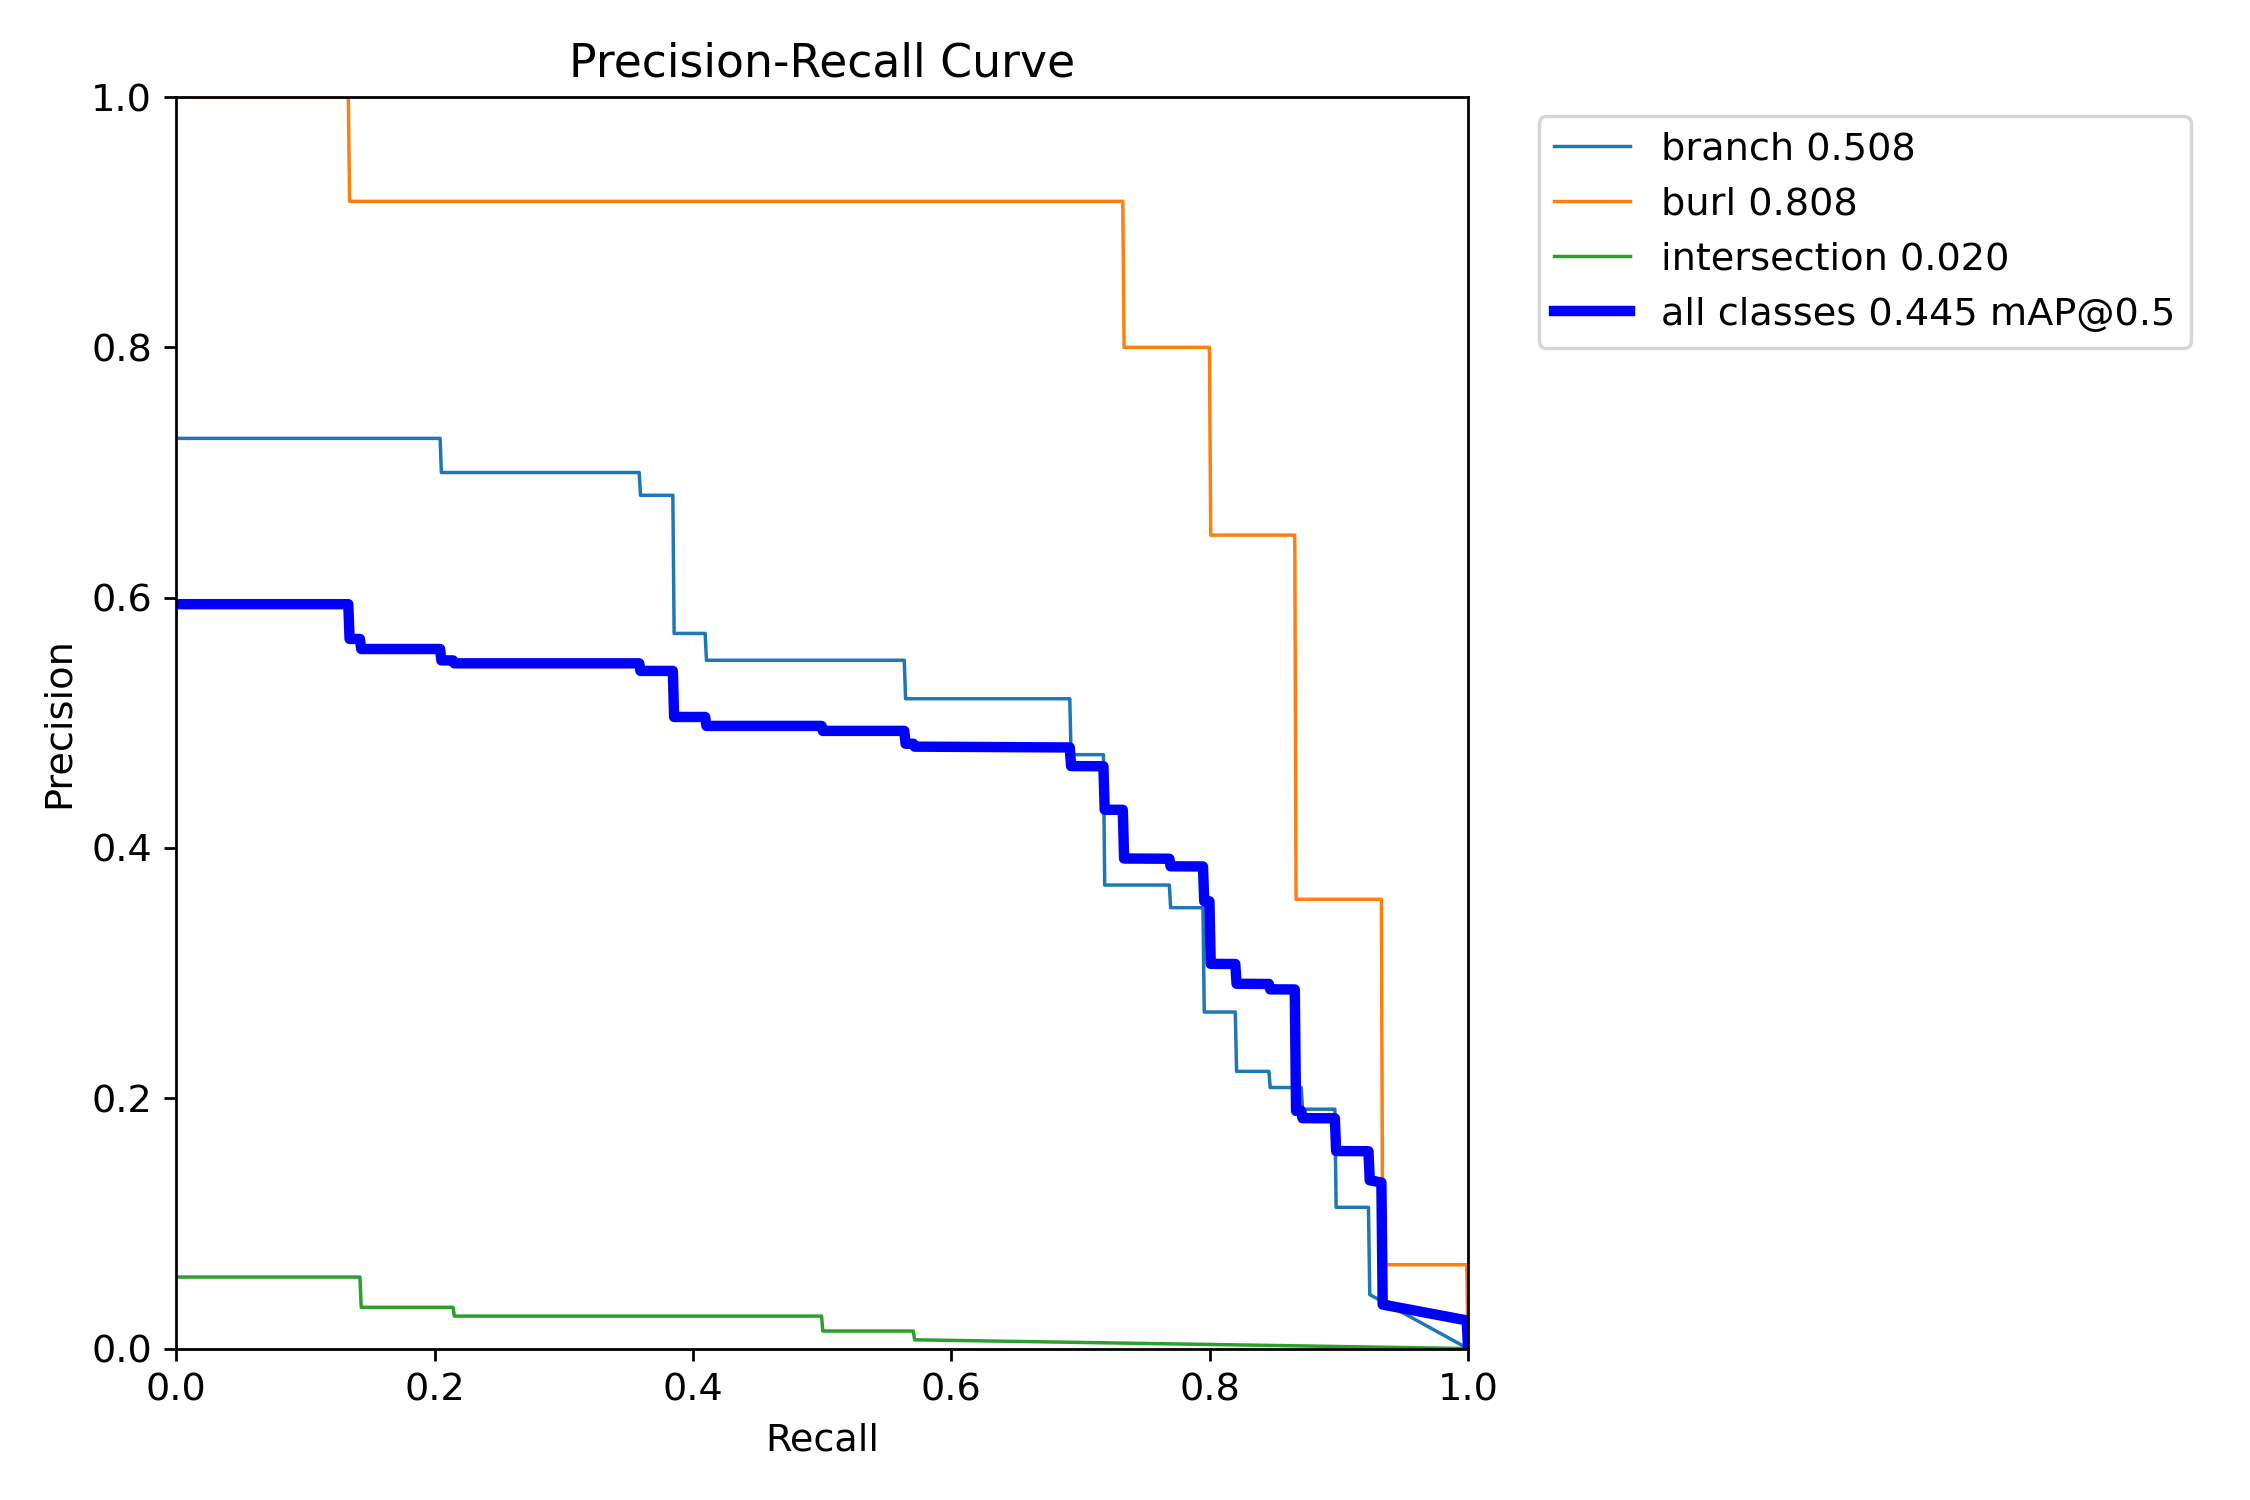 Precision-Recall Curve
1.0
0.8
0.6
0.4
0.2
0.0
Precision
0.0 0.2 0.4 0.6 0.8 1.0
Recall
branch 0.508
burl 0.808
intersection 0.020
all classes 0.445 mAP@0.5